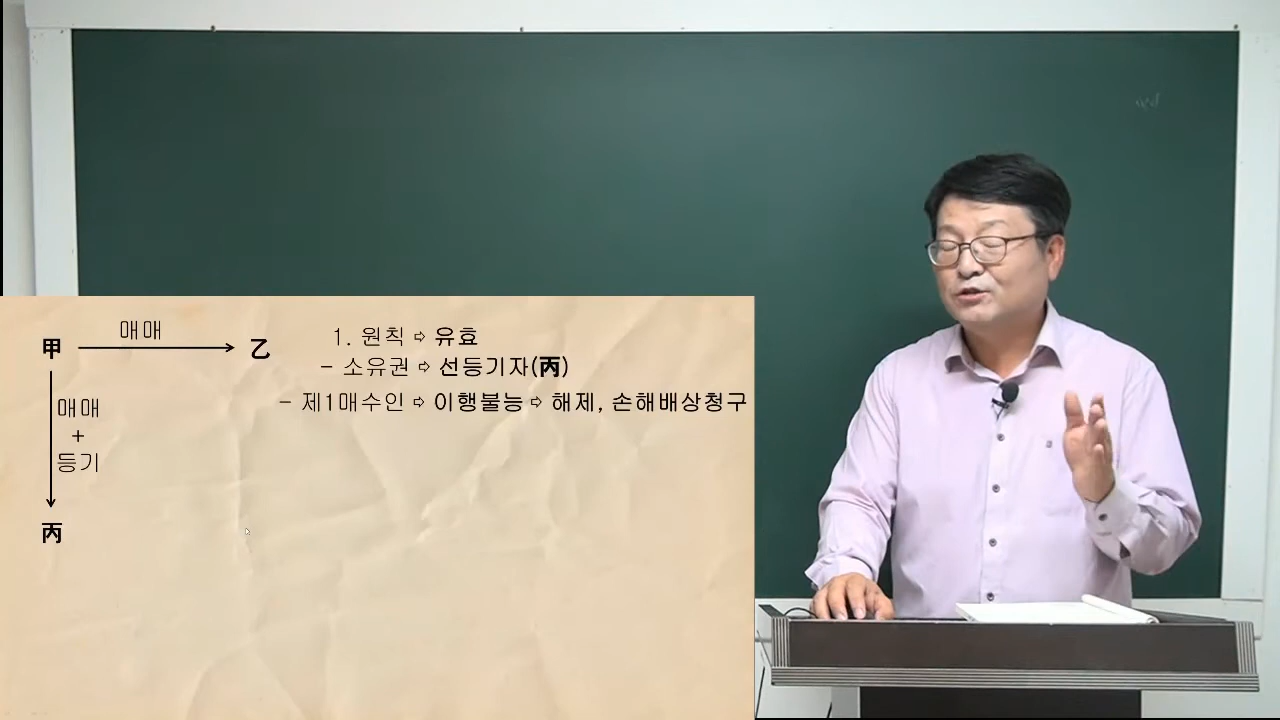 甲 매매 乙
매매
+
등기
丙
1. 원칙 ⇨ 유효
- 소유권 ⇨ 선등기자(丙)
- 제1매수인 ⇨ 이행불능 ⇨ 해제, 손해배상청구